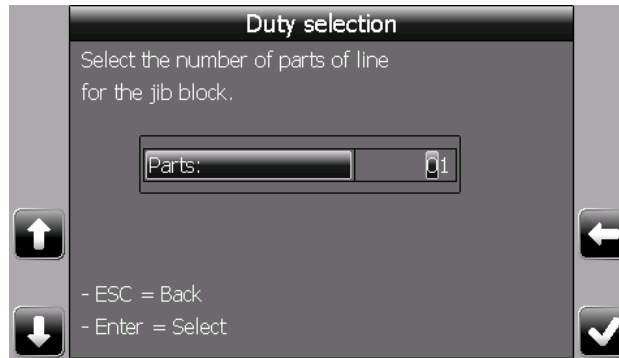 Duty selection
Select the number of parts of line
for the jib block.
Parts: 01
- ESC = Back
- Enter = Select